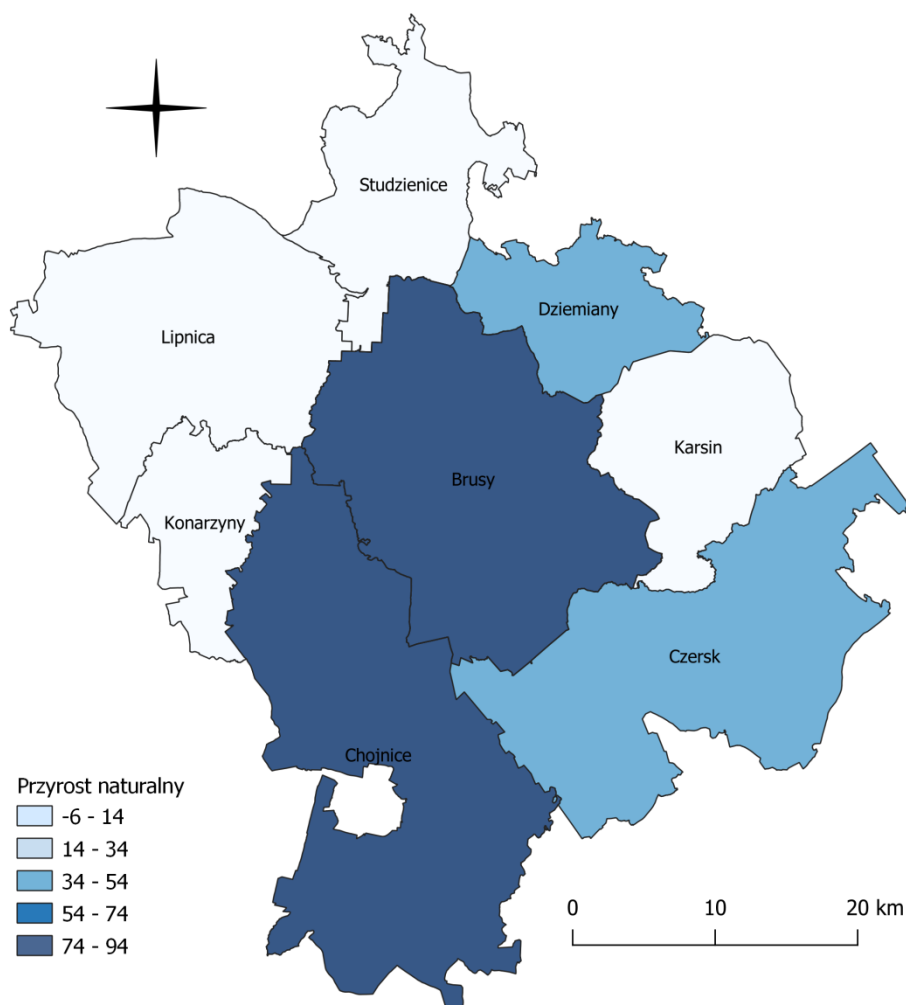 Studzienice
Dziemiany
Lipnica
Karsin
Brusy
Konarzyny
Czersk
Chojnice
Przyrost naturalny
-6 - 14
14 - 34
34 - 54
54 - 74
74 - 94
0 10 20 km